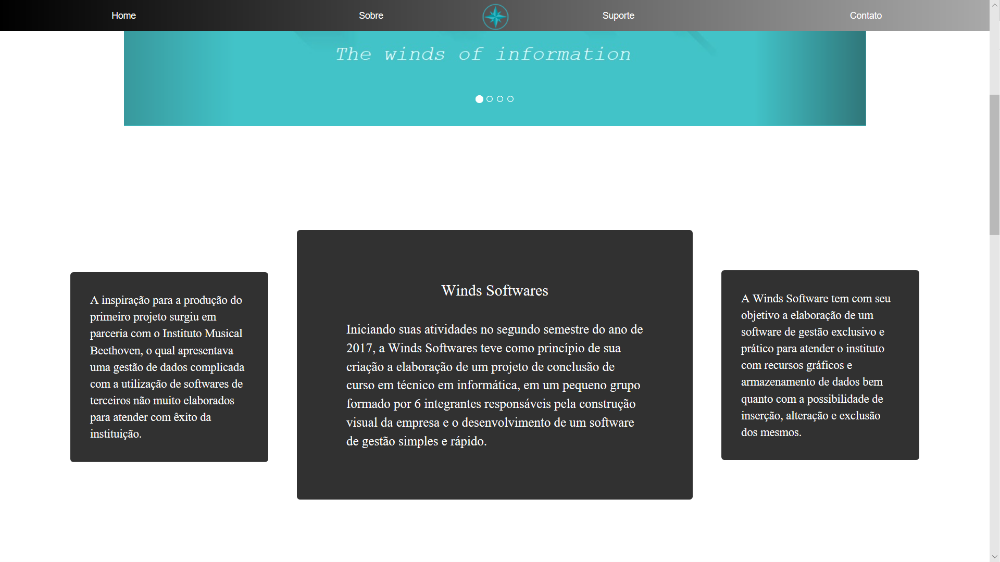 Home
Sobre
Suporte
Contato
The winds of information
A inspiração para a produção do
primeiro projeto surgiu em
parceria com o Instituto Musical
Beethoven, o qual apresentava
uma gestão de dados complicada
com a utilização de softwares de
terceiros não muito elaborados
para atender com êxito da
instituição.
Winds Softwares
Iniciando suas atividades no segundo semestre do ano de
2017, a Winds Softwares teve como princípio de sua
criação a elaboração de um projeto de conclusão de
curso em técnico em informática, em um pequeno grupo
formado por 6 integrantes responsáveis pela construção
visual da empresa e o desenvolvimento de um software
de gestão simples e rápido.
A Winds Software tem com seu
objetivo a elaboração de um
software de gestão exclusivo e
prático para atender o instituto
com recursos gráficos e
armazenamento de dados bem
quanto com a possibilidade de
inserção, alteração e exclusão
dos mesmos.